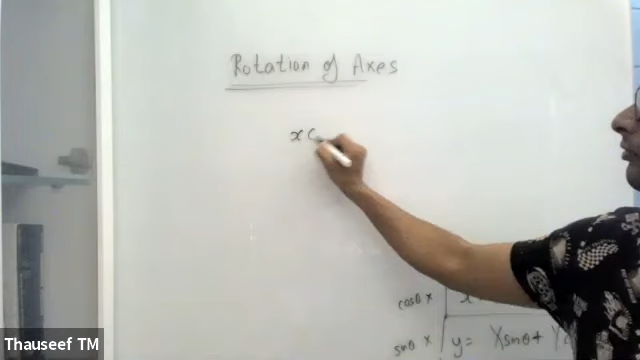 Rotation of Axes
x
cosθ x
sinθ x y = Xsinθ +
Thauseef TM